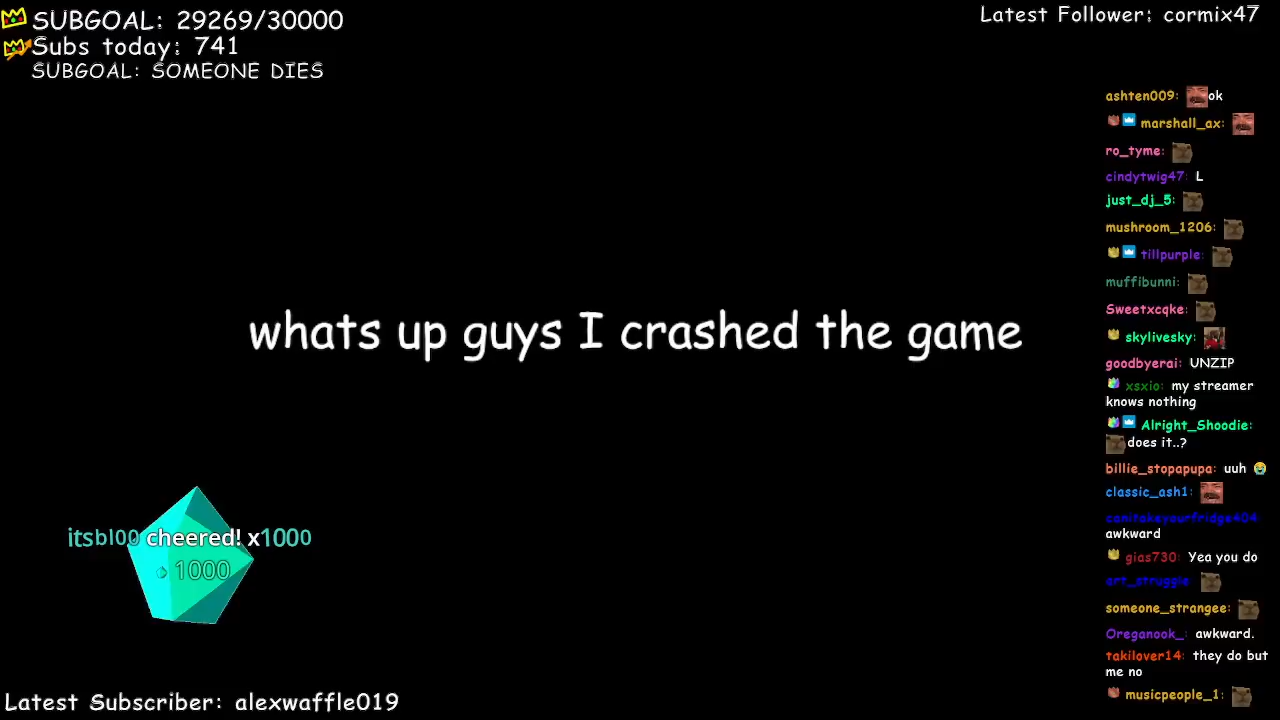 SUBGOAL: 29269/30000
Subs today: 741
SUBGOAL: SOMEONE DIES
Latest Follower: cormix47
ashten009: ok
marshall_ax:
ro_tyme:
cindytwig47: L
just_dj_5:
mushroom_1206:
tillpurple:
muffibunni:
Sweetxcqke:
skylivesky:
goodbyerai: UNZIP
xsxio: my streamer
knows nothing
Alright_Shoodie:
does it..?
billie_stopapupa: uuh 😭
classic_ash1:
canitakeyourfridge404
awkward
gias730: Yea you do
art_struggle
someone_strangee:
Oreganook_: awkward.
takilover14: they do but
me no
musicpeople_1:
whats up guys I crashed the game
itsbl00 cheered! x1000
1000
Latest Subscriber: alexwaffle019